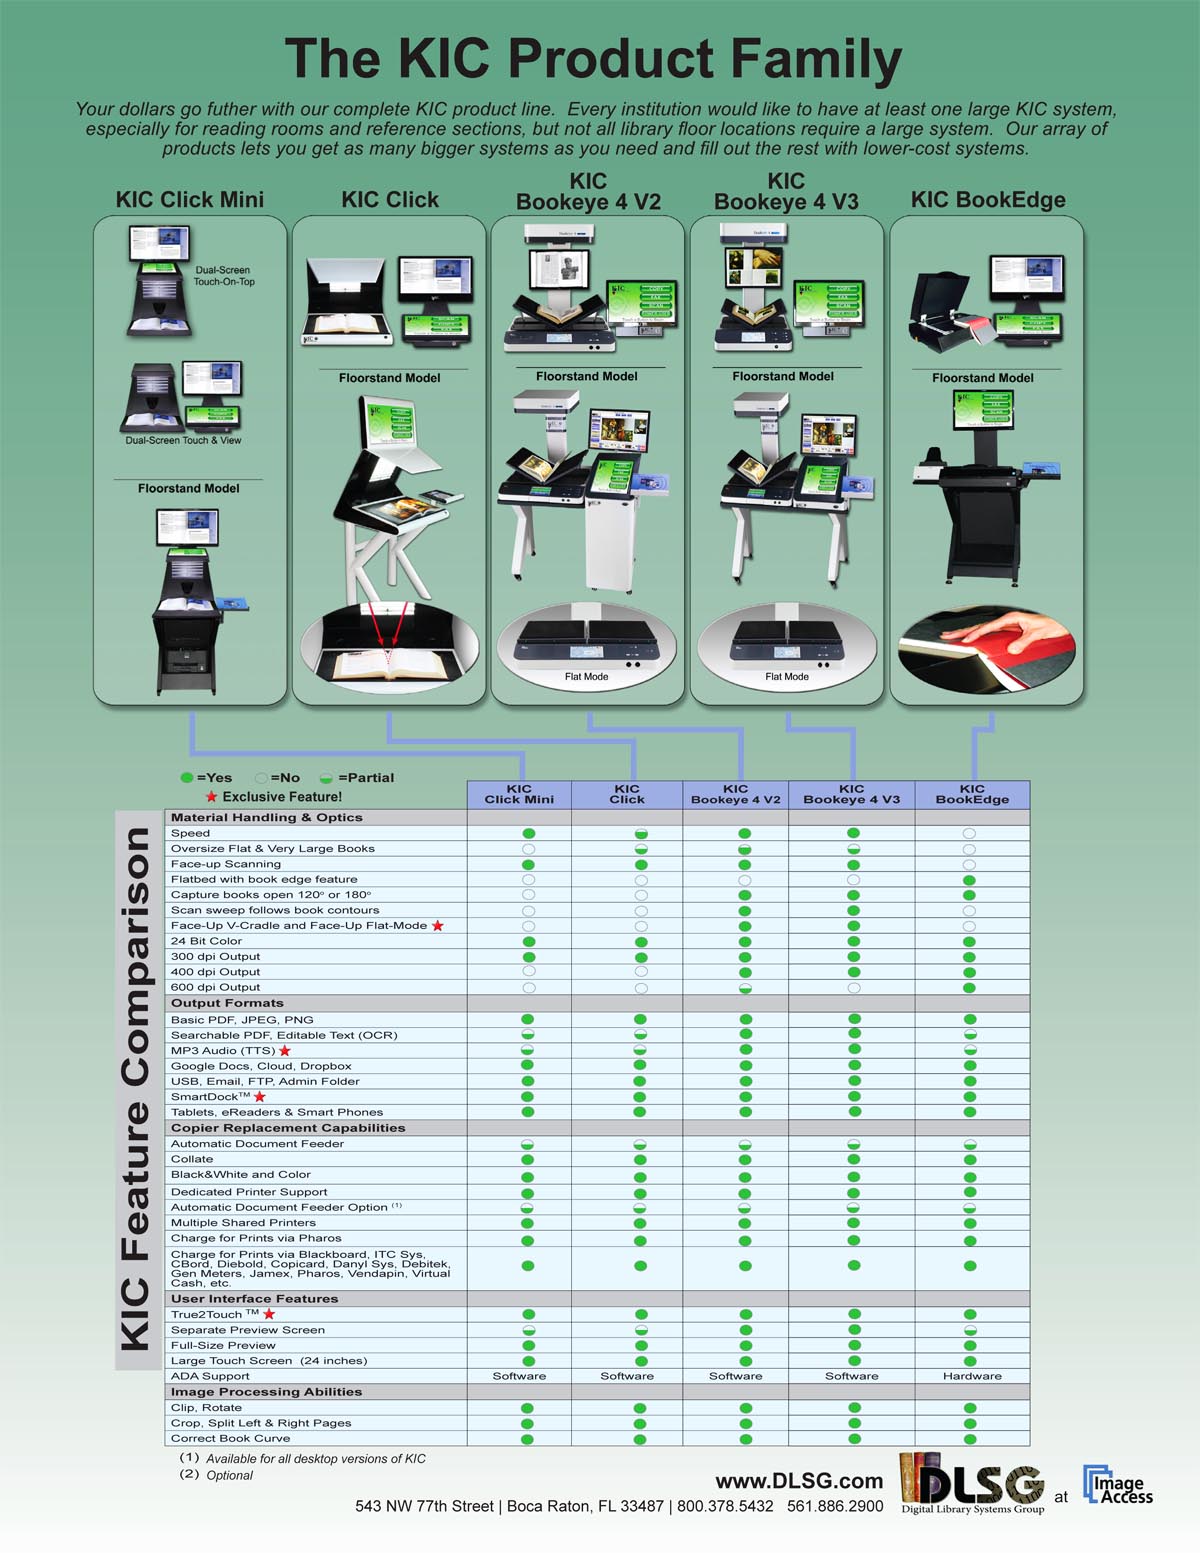 The KIC Product Family
Your dollars go futher with our complete KIC product line. Every institution would like to have at least one large KIC system,
especially for reading rooms and reference sections, but not all library floor locations require a large system. Our array of
products lets you get as many bigger systems as you need and fill out the rest with lower-cost systems.
KIC Click Mini
KIC Click
KIC
Bookeye 4 V2
KIC
Bookeye 4 V3
KIC BookEdge
Dual-Screen
Touch-On-Top
Dual-Screen Touch & View
Floorstand Model
Floorstand Model
Floorstand Model
Floorstand Model
Floorstand Model
Flat Mode
Flat Mode
=Yes =No =Partial
Exclusive Feature!
KIC
Click Mini
KIC
Click
KIC
Bookeye 4 V2
KIC
Bookeye 4 V3
KIC
BookEdge
KIC Feature Comparison
Material Handling & Optics
Speed
Oversize Flat & Very Large Books
Face-up Scanning
Flatbed with book edge feature
Capture books open 120° or 180°
Scan sweep follows book contours
Face-Up V-Cradle and Face-Up Flat-Mode
24 Bit Color
300 dpi Output
400 dpi Output
600 dpi Output
Output Formats
Basic PDF, JPEG, PNG
Searchable PDF, Editable Text (OCR)
MP3 Audio (TTS)
Google Docs, Cloud, Dropbox
USB, Email, FTP, Admin Folder
SmartDock™
Tablets, eReaders & Smart Phones
Copier Replacement Capabilities
Automatic Document Feeder
Collate
Black&White and Color
Dedicated Printer Support
Automatic Document Feeder Option (1)
Multiple Shared Printers
Charge for Prints via Pharos
Charge for Prints via Blackboard, ITC Sys,
CBord, Diebold, Copicard, Danyl Sys, Debitek,
Gen Meters, Jamex, Pharos, Vendapin, Virtual
Cash, etc.
User Interface Features
True2Touch ™
Separate Preview Screen
Full-Size Preview
Large Touch Screen (24 inches)
ADA Support Software Software Software Software Hardware
Image Processing Abilities
Clip, Rotate
Crop, Split Left & Right Pages
Correct Book Curve
(1) Available for all desktop versions of KIC
(2) Optional
www.DLSG.com
543 NW 77th Street | Boca Raton, FL 33487 | 800.378.5432 561.886.2900
DLSG
Digital Library Systems Group
at
Image
Access